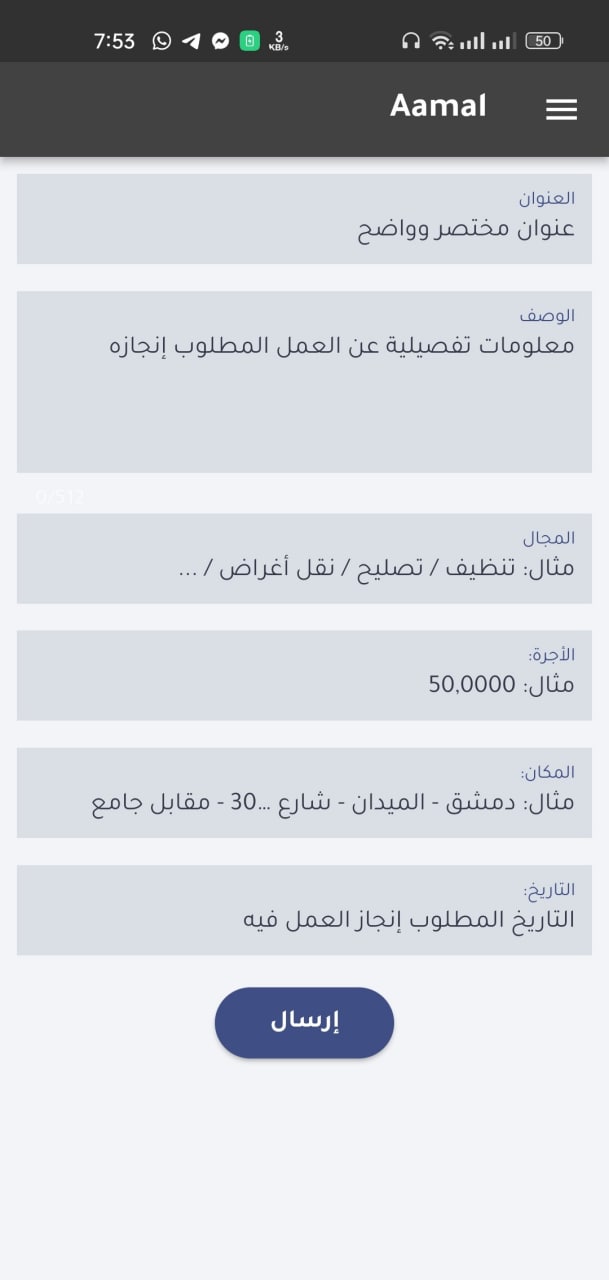 7:53
3
KB/s
50
Aamal
العنوان
عنوان مختصر وواضح
الوصف
معلومات تفصيلية عن العمل المطلوب إنجازه
0/512
المجال
مثال: تنظيف / تصليح / نقل أغراض / ...
الأجرة:
مثال: 50,0000
المكان:
مثال: دمشق - الميدان - شارع ...30 - مقابل جامع
التاريخ:
التاريخ المطلوب إنجاز العمل فيه
إرسال